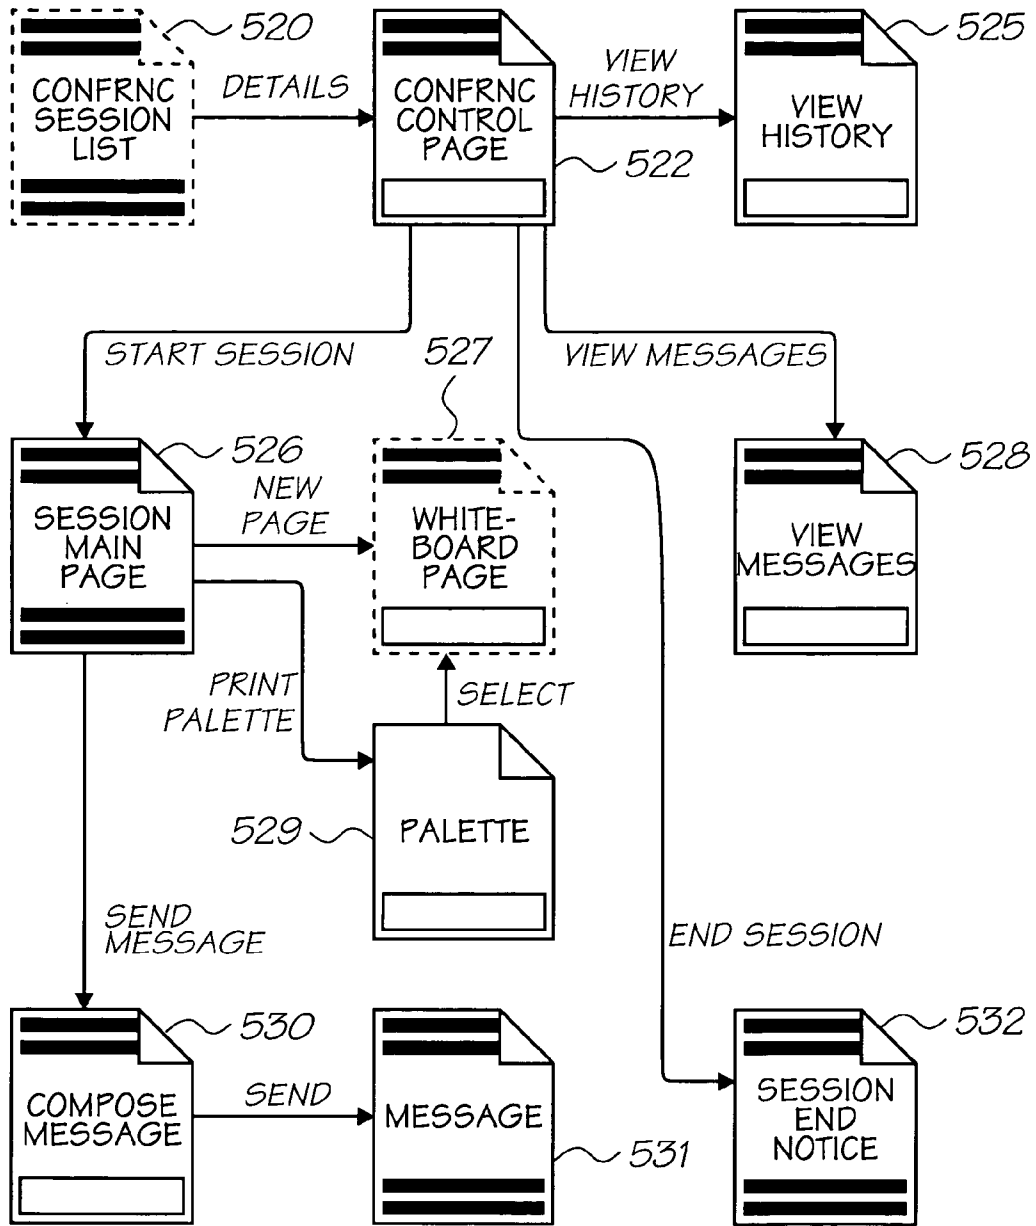 520
CONFRNC
SESSION
LIST
DETAILS
CONFRNC
CONTROL
PAGE
522
VIEW
HISTORY
525
VIEW
HISTORY
START SESSION
527
VIEW MESSAGES
526
SESSION
MAIN
PAGE
NEW
PAGE
WHITE-
BOARD
PAGE
528
VIEW
MESSAGES
PRINT
PALETTE
SELECT
529
PALETTE
SEND
MESSAGE
END SESSION
530
COMPOSE
MESSAGE
SEND
MESSAGE
531
532
SESSION
END
NOTICE